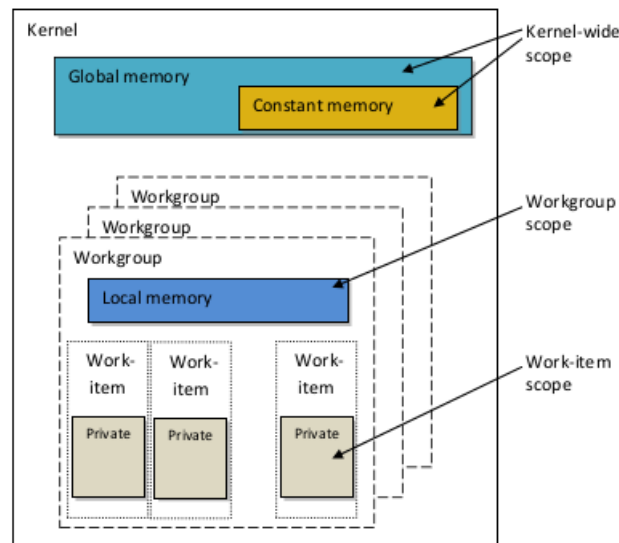 Kernel
Kernel-wide
scope
Global memory
Constant memory
Workgroup
Workgroup
Workgroup
Workgroup
scope
Local memory
Work-
item
Work-
item
Work-
item
Work-item
scope
Private
Private
Private